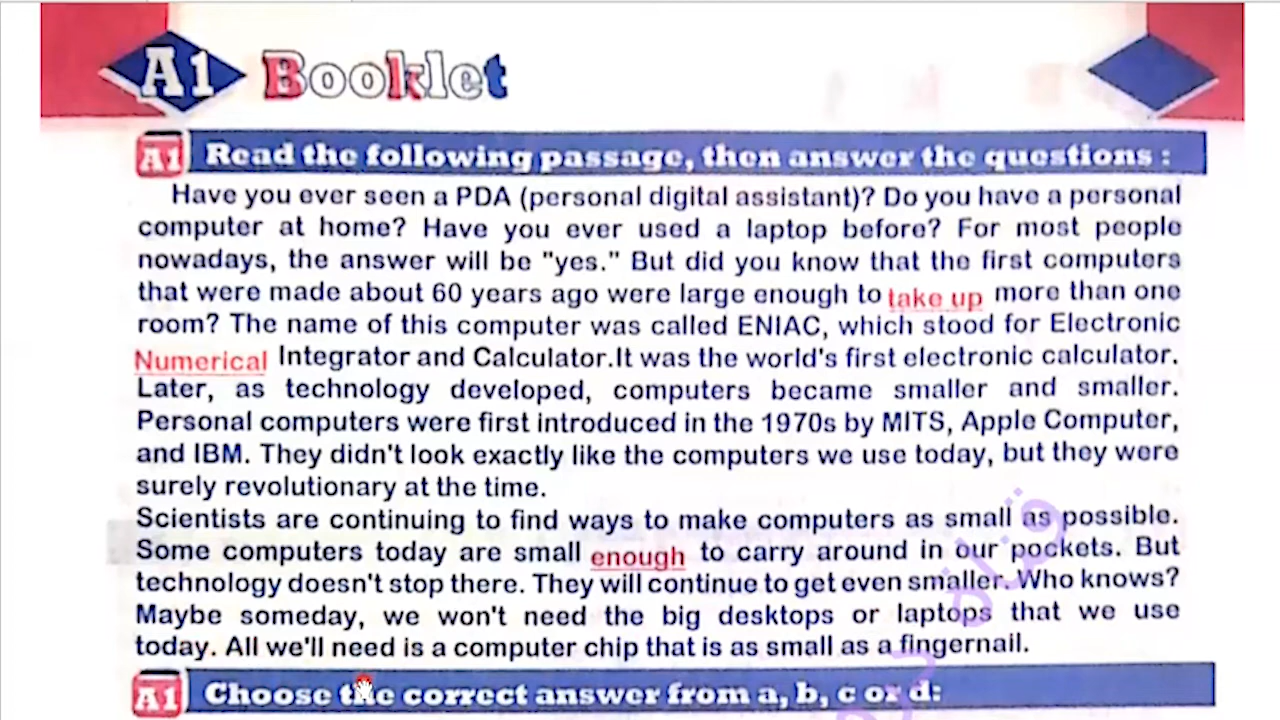 A1 Booklet
A1 Read the following passage, then answer the questions :
Have you ever seen a PDA (personal digital assistant)? Do you have a personal
computer at home? Have you ever used a laptop before? For most people
nowadays, the answer will be "yes." But did you know that the first computers
that were made about 60 years ago were large enough to take up more than one
room? The name of this computer was called ENIAC, which stood for Electronic
Numerical Integrator and Calculator.It was the world's first electronic calculator.
Later, as technology developed, computers became smaller and smaller.
Personal computers were first introduced in the 1970s by MITS, Apple Computer,
and IBM. They didn't look exactly like the computers we use today, but they were
surely revolutionary at the time.
Scientists are continuing to find ways to make computers as small as possible.
Some computers today are small enough to carry around in our pockets. But
technology doesn't stop there. They will continue to get even smaller. Who knows?
Maybe someday, we won't need the big desktops or laptops that we use
today. All we'll need is a computer chip that is as small as a fingernail.
A1 Choose the correct answer from a, b, c or d: